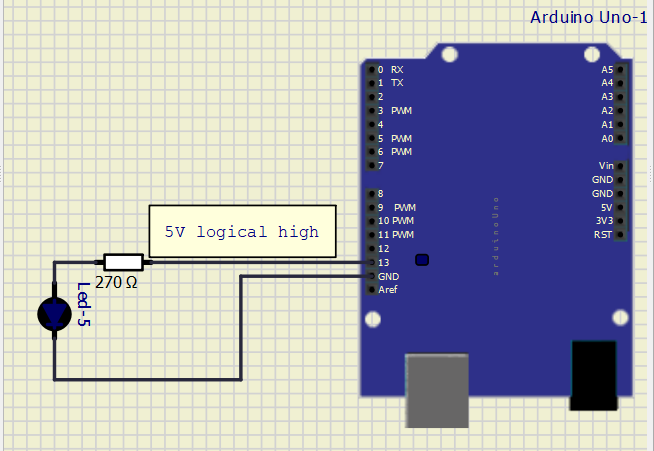 Arduino Uno-1
0 RX
1 TX
2
3 PWM
4
5 PWM
6 PWM
7
8
9 PWM
10 PWM
11 PWM
12
13
GND
Aref
A5
A4
A3
A2
A1
A0
Vin
GND
GND
5V
3V3
RST
arduinoUno
5V logical high
270 Ω
Led-5